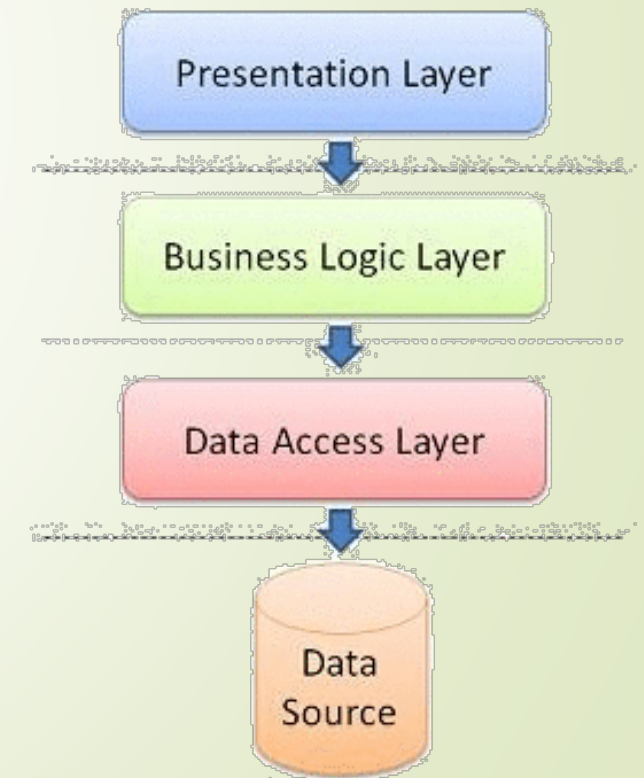 Presentation Layer
Business Logic Layer
Data Access Layer
Data
Source